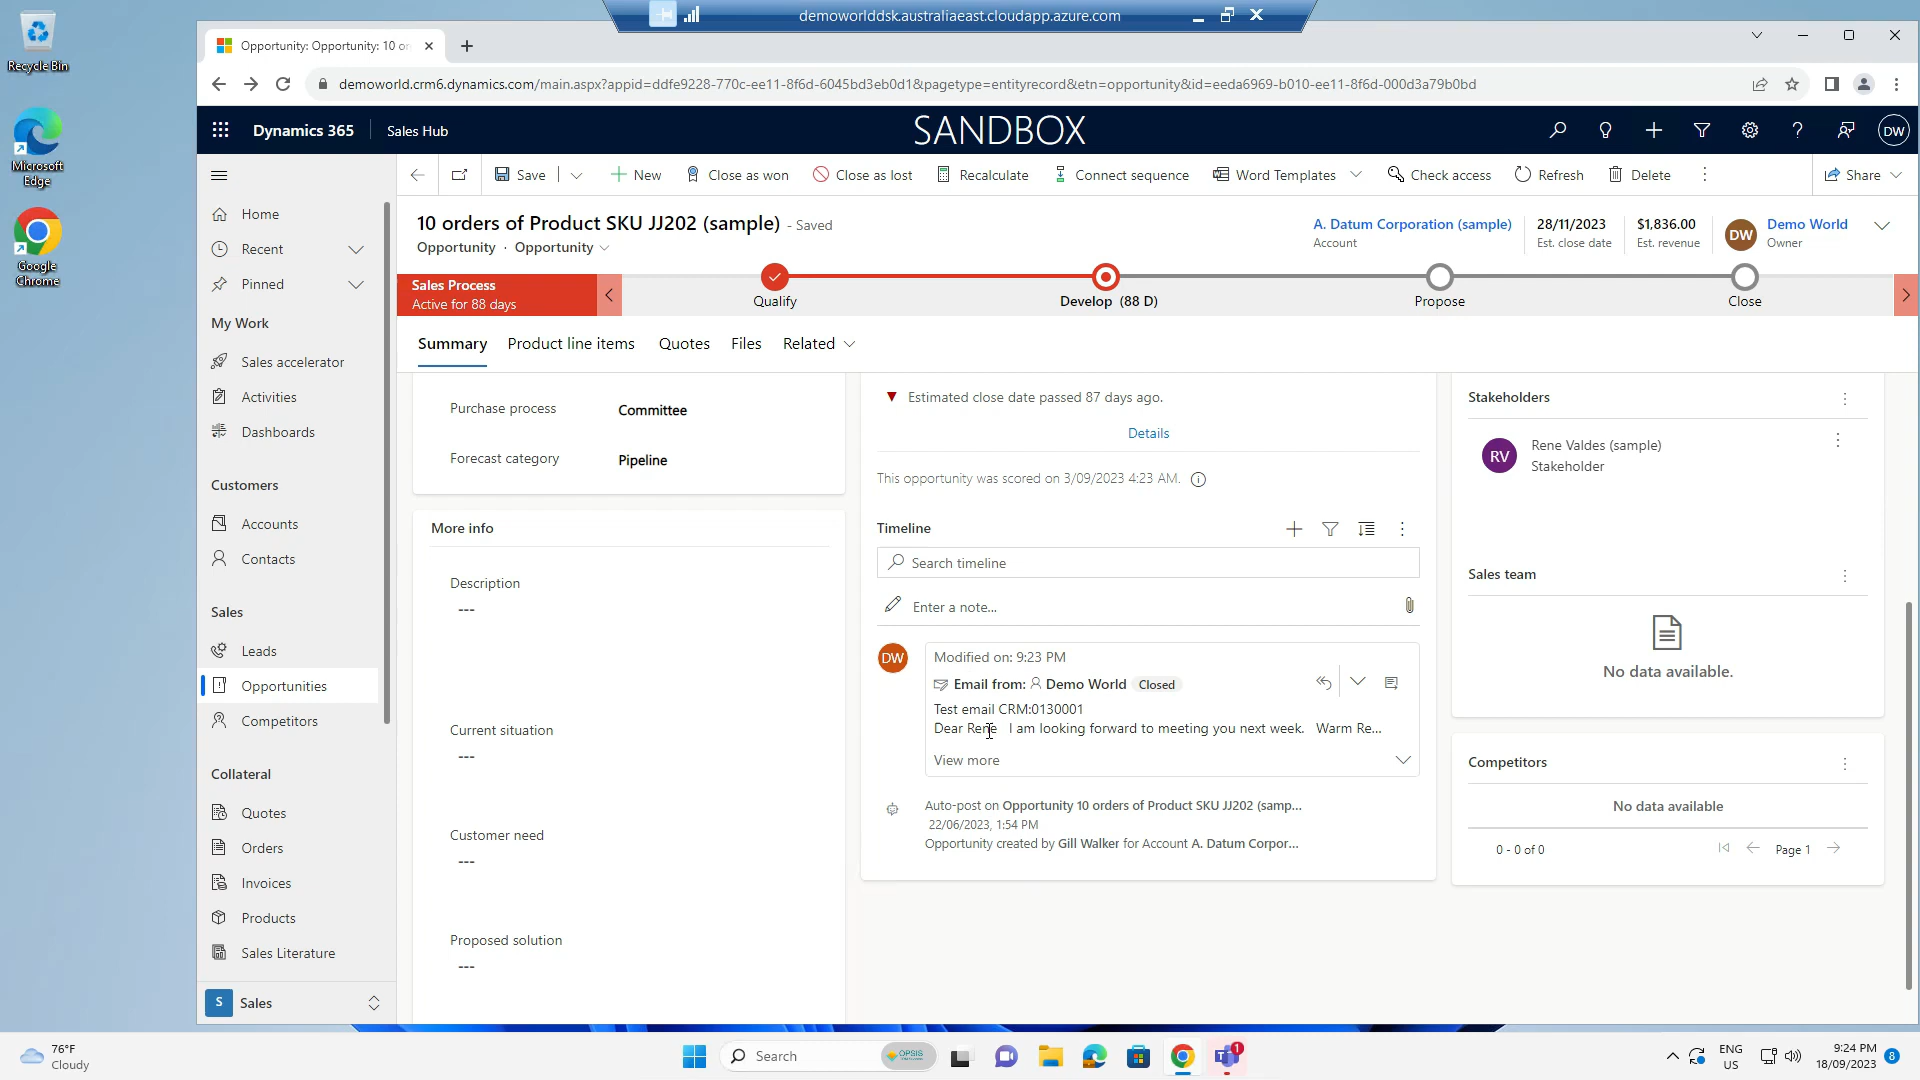 Recycle Bin
Microsoft Edge
Google Chrome
demoworlddsk.australiaeast.cloudapp.azure.com
Opportunity: Opportunity: 10 or
demoworld.crm6.dynamics.com/main.aspx?appid=ddfe9228-770c-ee11-8f6d-6045bd3eb0d1&pagetype=entityrecord&etn=opportunity&id=eeda6969-b010-ee11-8f6d-000d3a79b0bd
Dynamics 365
Sales Hub
SANDBOX
DW
Save
New
Close as won
Close as lost
Recalculate
Connect sequence
Word Templates
Check access
Refresh
Delete
Share
Home
Recent
Pinned
My Work
Sales accelerator
Activities
Dashboards
Customers
Accounts
Contacts
Sales
Leads
Opportunities
Competitors
Collateral
Quotes
Orders
Invoices
Products
Sales Literature
S Sales
10 orders of Product SKU JJ202 (sample) - Saved
Opportunity · Opportunity
A. Datum Corporation (sample)
Account
28/11/2023
Est. close date
$1,836.00
Est. revenue
DW
Demo World
Owner
Sales Process
Active for 88 days
Qualify
Develop (88 D)
Propose
Close
Summary
Product line items
Quotes
Files
Related
Purchase process
Committee
Forecast category
Pipeline
More info
Description
---
Current situation
---
Customer need
---
Proposed solution
---
Estimated close date passed 87 days ago.
Details
This opportunity was scored on 3/09/2023 4:23 AM.
Timeline
Search timeline
Enter a note...
DW
Modified on: 9:23 PM
Email from: Demo World Closed
Test email CRM:0130001
Dear Rene I am looking forward to meeting you next week. Warm Re...
View more
Auto-post on Opportunity 10 orders of Product SKU JJ202 (samp...
22/06/2023, 1:54 PM
Opportunity created by Gill Walker for Account A. Datum Corpor...
Stakeholders
RV
Rene Valdes (sample)
Stakeholder
Sales team
No data available.
Competitors
No data available
0 - 0 of 0
Page 1
76°F
Cloudy
Search
OPSIS
1
ENG
US
9:24 PM
18/09/2023
8